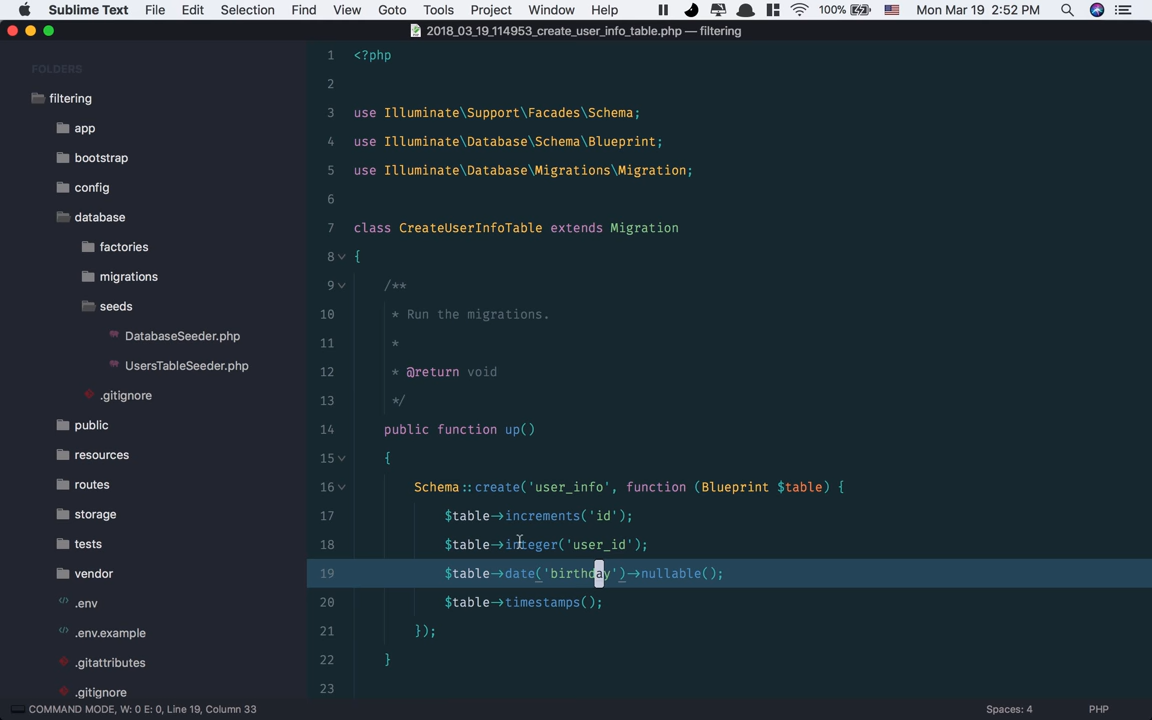 Sublime Text File Edit Selection Find View Goto Tools Project Window Help 100% Mon Mar 19 2:52 PM
2018_03_19_114953_create_user_info_table.php — filtering
FOLDERS
filtering
app
bootstrap
config
database
factories
migrations
seeds
DatabaseSeeder.php
UsersTableSeeder.php
.gitignore
public
resources
routes
storage
tests
vendor
.env
.env.example
.gitattributes
.gitignore
1 <?php
2
3 use Illuminate\Support\Facades\Schema;
4 use Illuminate\Database\Schema\Blueprint;
5 use Illuminate\Database\Migrations\Migration;
6
7 class CreateUserInfoTable extends Migration
8 {
9 /**
10 * Run the migrations.
11 *
12 * @return void
13 */
14 public function up()
15 {
16 Schema::create('user_info', function (Blueprint $table) {
17 $table->increments('id');
18 $table->integer('user_id');
19 $table->date('birthday')->nullable();
20 $table->timestamps();
21 });
22 }
23
COMMAND MODE, W: 0 E: 0, Line 19, Column 33 Spaces: 4 PHP